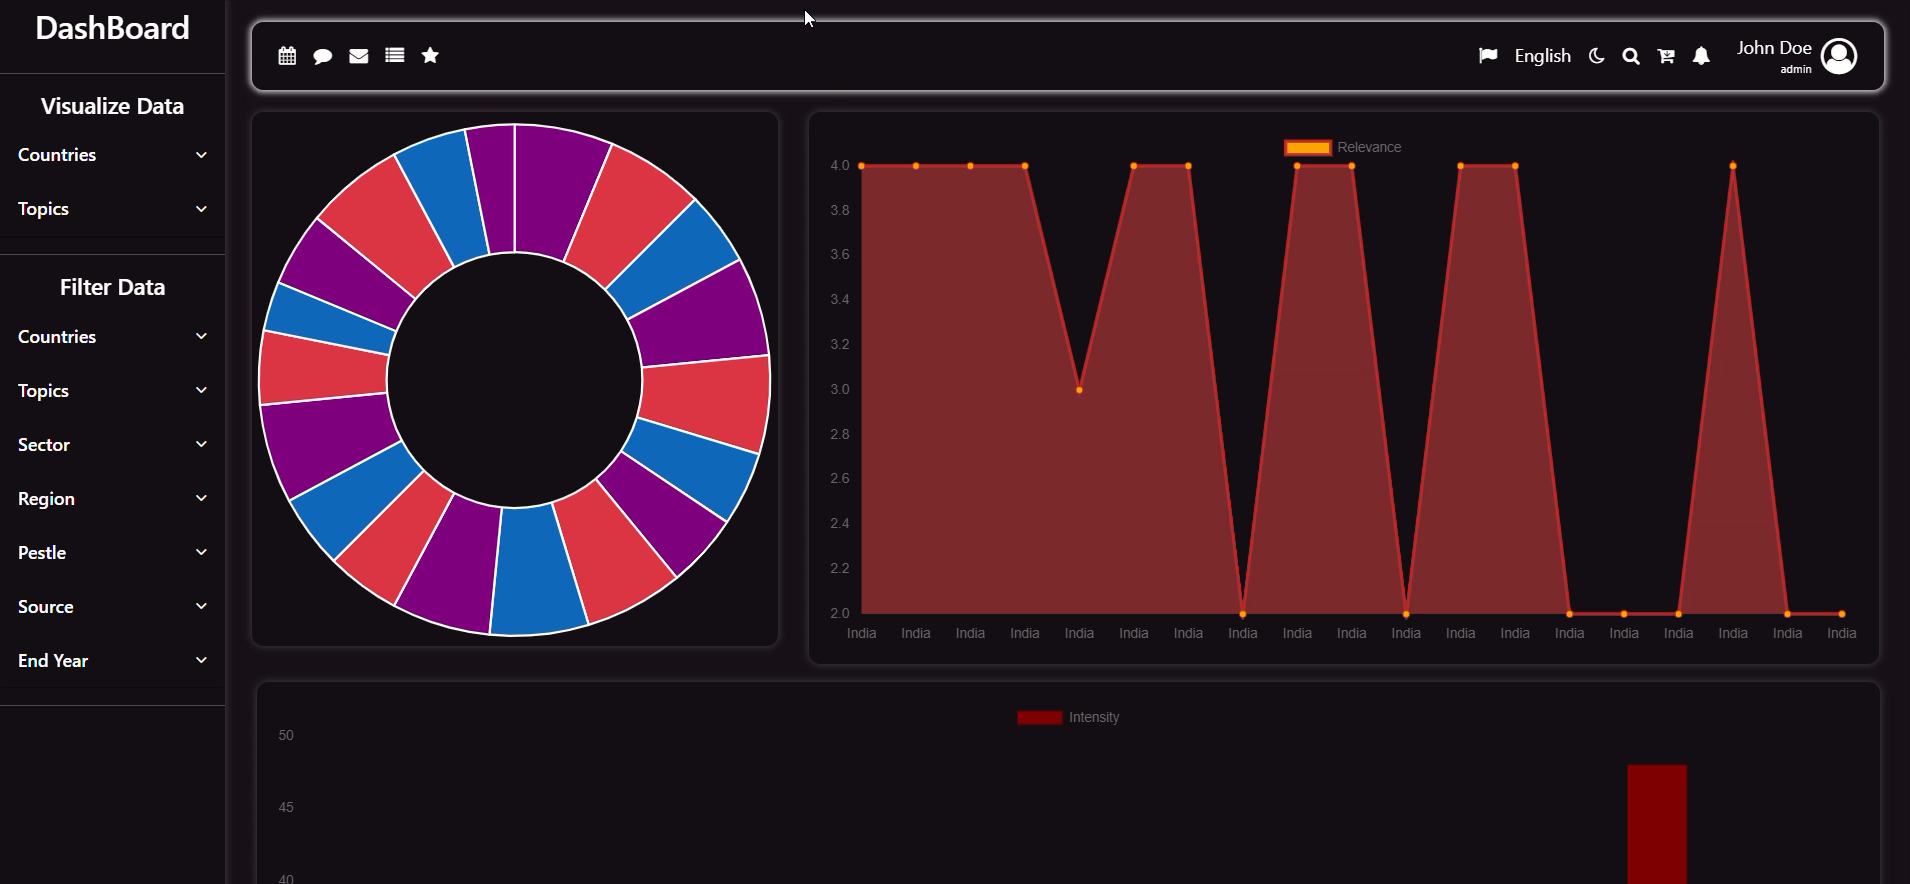 DashBoard
Visualize Data
Countries
Topics
Filter Data
Countries
Topics
Sector
Region
Pestle
Source
End Year
English
John Doe
admin
Relevance
4.0
3.8
3.6
3.4
3.2
3.0
2.8
2.6
2.4
2.2
2.0
India India India India India India India India India India India India India India India India India India India
Intensity
50
45
40